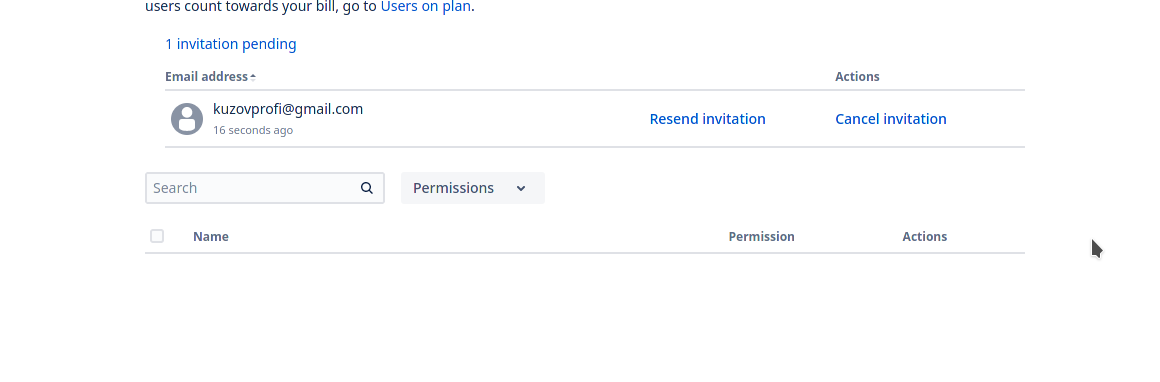 users count towards your bill, go to Users on plan.
1 invitation pending
Email address Actions
kuzovprofi@gmail.com
16 seconds ago
Resend invitation Cancel invitation
Search Permissions
Name Permission Actions